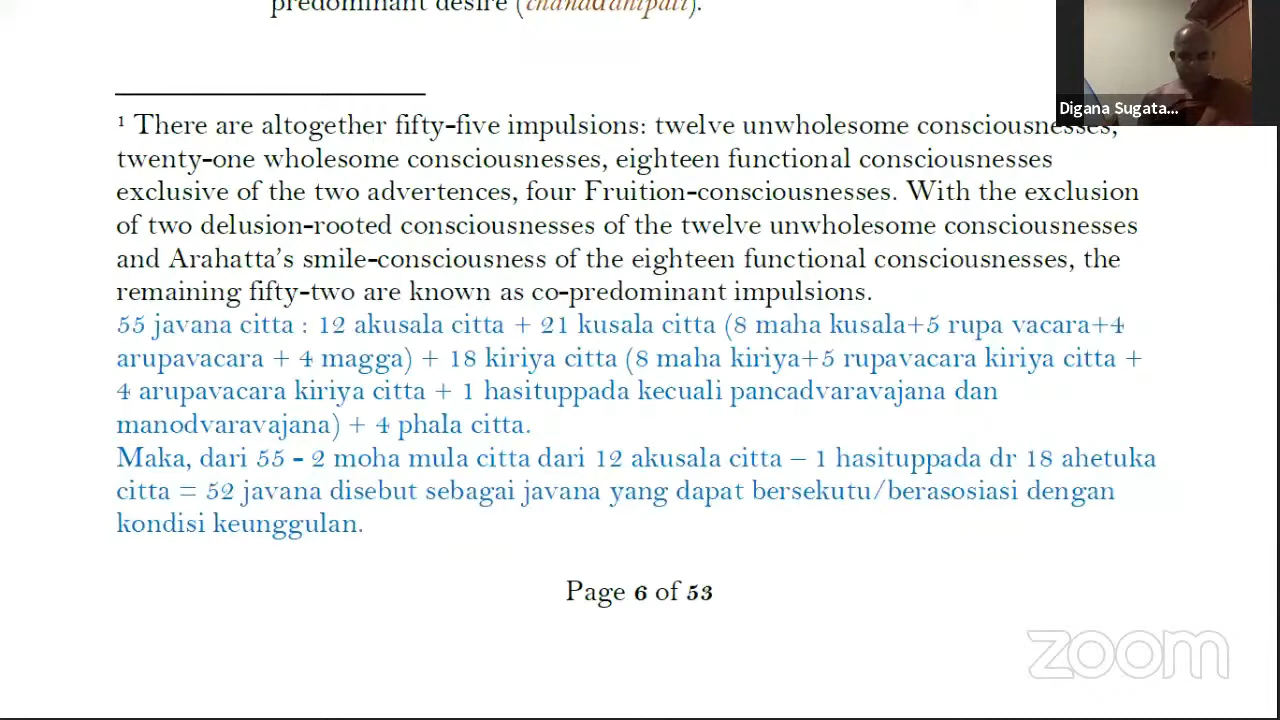 predominant desire (chandādhipati).
Digana Sugata...
¹ There are altogether fifty-five impulsions: twelve unwholesome consciousnesses,
twenty-one wholesome consciousnesses, eighteen functional consciousnesses
exclusive of the two advertences, four Fruition-consciousnesses. With the exclusion
of two delusion-rooted consciousnesses of the twelve unwholesome consciousnesses
and Arahatta's smile-consciousness of the eighteen functional consciousnesses, the
remaining fifty-two are known as co-predominant impulsions.
55 javana citta : 12 akusala citta + 21 kusala citta (8 maha kusala+5 rupa vacara+4
arupavacara + 4 magga) + 18 kiriya citta (8 maha kiriya+5 rupavacara kiriya citta +
4 arupavacara kiriya citta + 1 hasituppada kecuali pancadvaravajana dan
manodvaravajana) + 4 phala citta.
Maka, dari 55 - 2 moha mula citta dari 12 akusala citta – 1 hasituppada dr 18 ahetuka
citta = 52 javana disebut sebagai javana yang dapat bersekutu/berasosiasi dengan
kondisi keunggulan.
Page 6 of 53
zoom